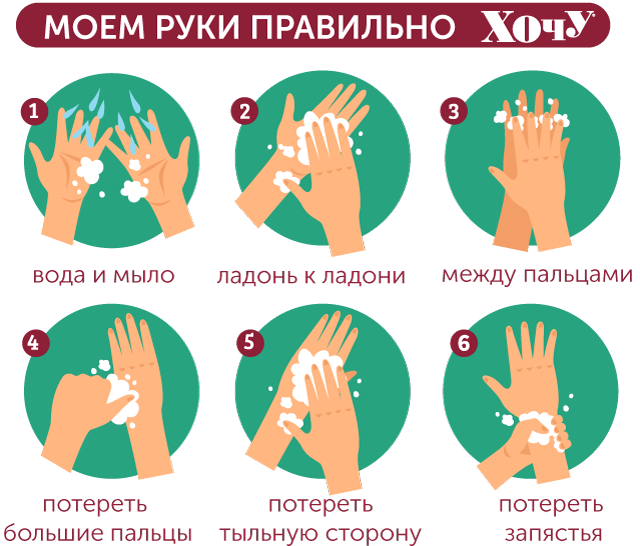 МОЕМ РУКИ ПРАВИЛЬНО ХОЧУ
1
вода и мыло
2
ладонь к ладони
3
между пальцами
4
потереть
большие пальцы
5
потереть
тыльную сторону
6
потереть
запястья